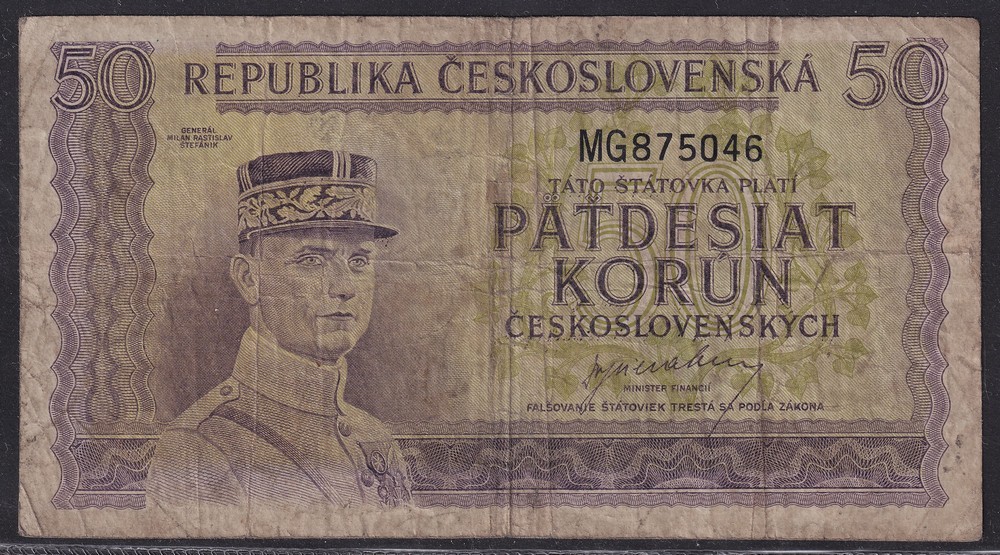 50 REPUBLIKA ČESKOSLOVENSKÁ 50
GENERÁL
MILAN RASTISLAV
ŠTEFÁNIK
MG875046
TÁTO ŠTÁTOVKA PLATÍ
PÄŤDESIAT
KORÚN
ČESKOSLOVENSKÝCH
MINISTER FINANCIÍ
FALŠOVANIE ŠTÁTOVIEK TRESTÁ SA PODĽA ZÁKONA